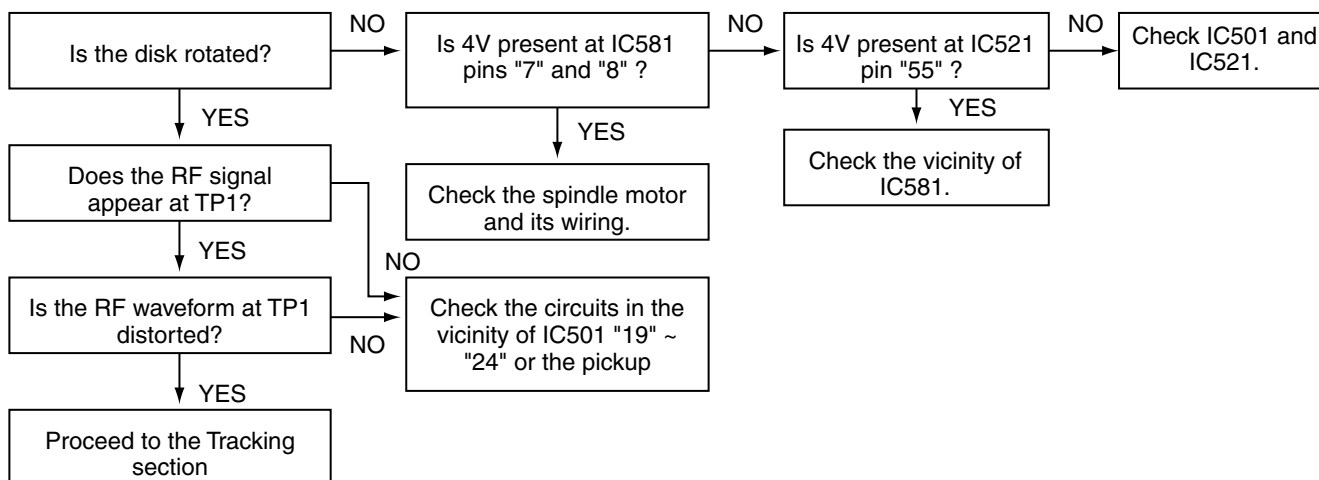 Is the disk rotated?
NO
Is 4V present at IC581
pins "7" and "8" ?
NO
Is 4V present at IC521
pin "55" ?
NO
Check IC501 and
IC521.
YES
YES
YES
Does the RF signal
appear at TP1?
Check the spindle motor
and its wiring.
Check the vicinity of
IC581.
YES
NO
Is the RF waveform at TP1
distorted?
NO
Check the circuits in the
vicinity of IC501 "19" ~
"24" or the pickup
YES
Proceed to the Tracking
section